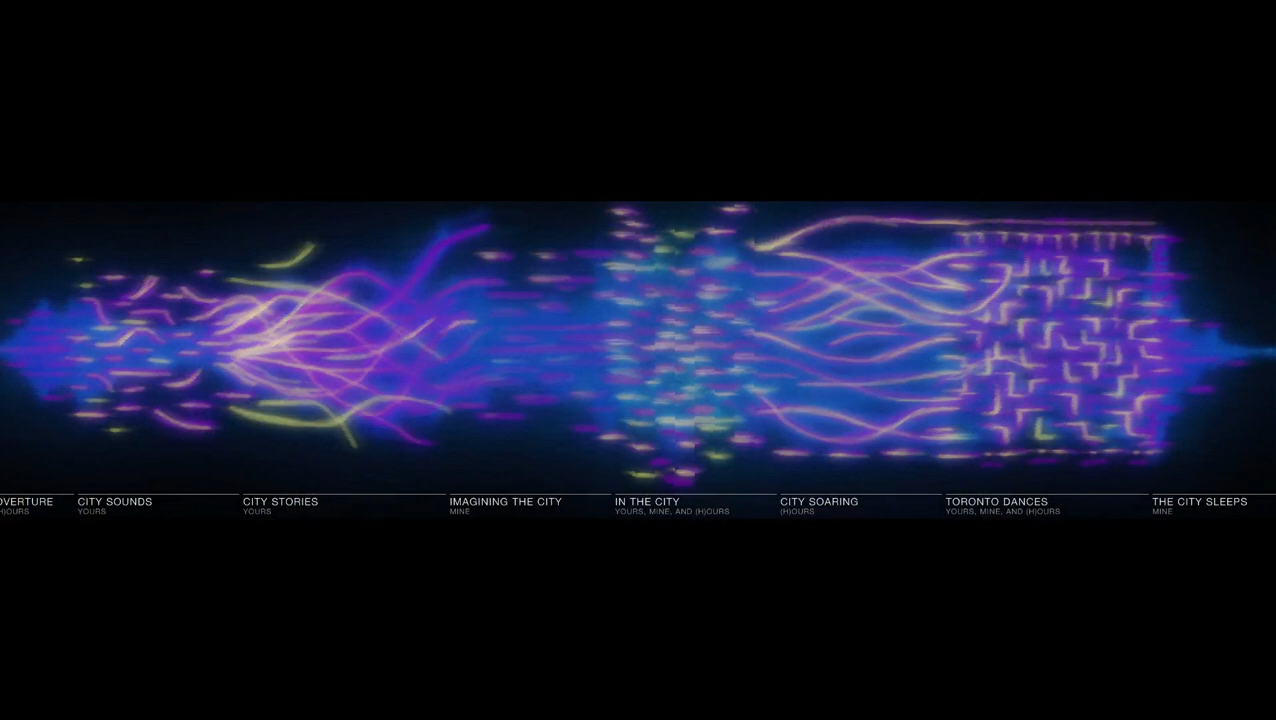 OVERTURE
(H)OURS
CITY SOUNDS
YOURS
CITY STORIES
YOURS
IMAGINING THE CITY
MINE
IN THE CITY
YOURS, MINE, AND (H)OURS
CITY SOARING
(H)OURS
TORONTO DANCES
YOURS, MINE, AND (H)OURS
THE CITY SLEEPS
MINE